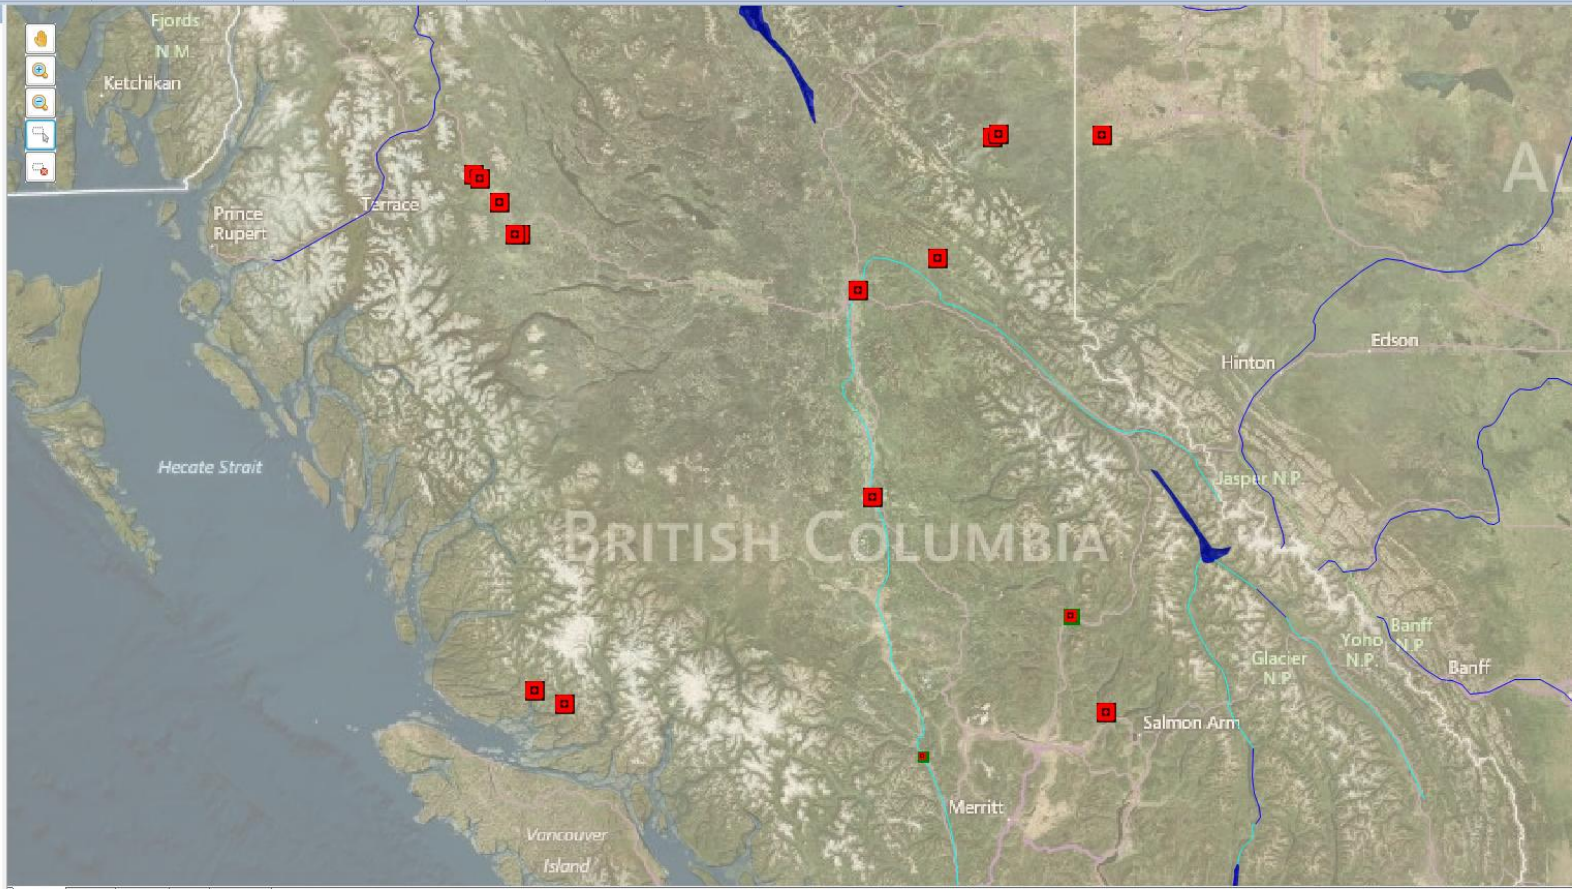 Fjords
N M
Ketchikan
AL
Prince
Rupert
Terrace
Edson
Hinton
Hecate Strait
Jasper N.P.
BRITISH COLUMBIA
Banff
N.P.
Yoho
N.P.
Glacier
N.P.
Banff
Salmon Arm
Merritt
Vancouver
Island